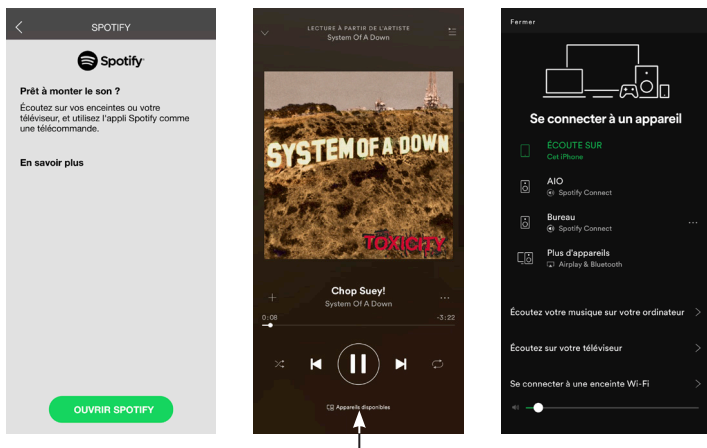 SPOTIFY
Spotify
Prêt à monter le son ?
Écoutez sur vos enceintes ou votre
téléviseur, et utilisez l'appli Spotify comme
une télécommande.
En savoir plus
OUVRIR SPOTIFY
LECTURE À PARTIR DE L'ARTISTE
System Of A Down
SYSTEM OF A DOWN
TOXICITY
Chop Suey!
System Of A Down
0:08
-3:22
Appareils disponibles
Fermer
Se connecter à un appareil
ÉCOUTE SUR
Cet iPhone
AIO
Spotify Connect
Bureau
Spotify Connect
Plus d'appareils
Airplay & Bluetooth
Écoutez votre musique sur votre ordinateur
Écoutez sur votre téléviseur
Se connecter à une enceinte Wi-Fi